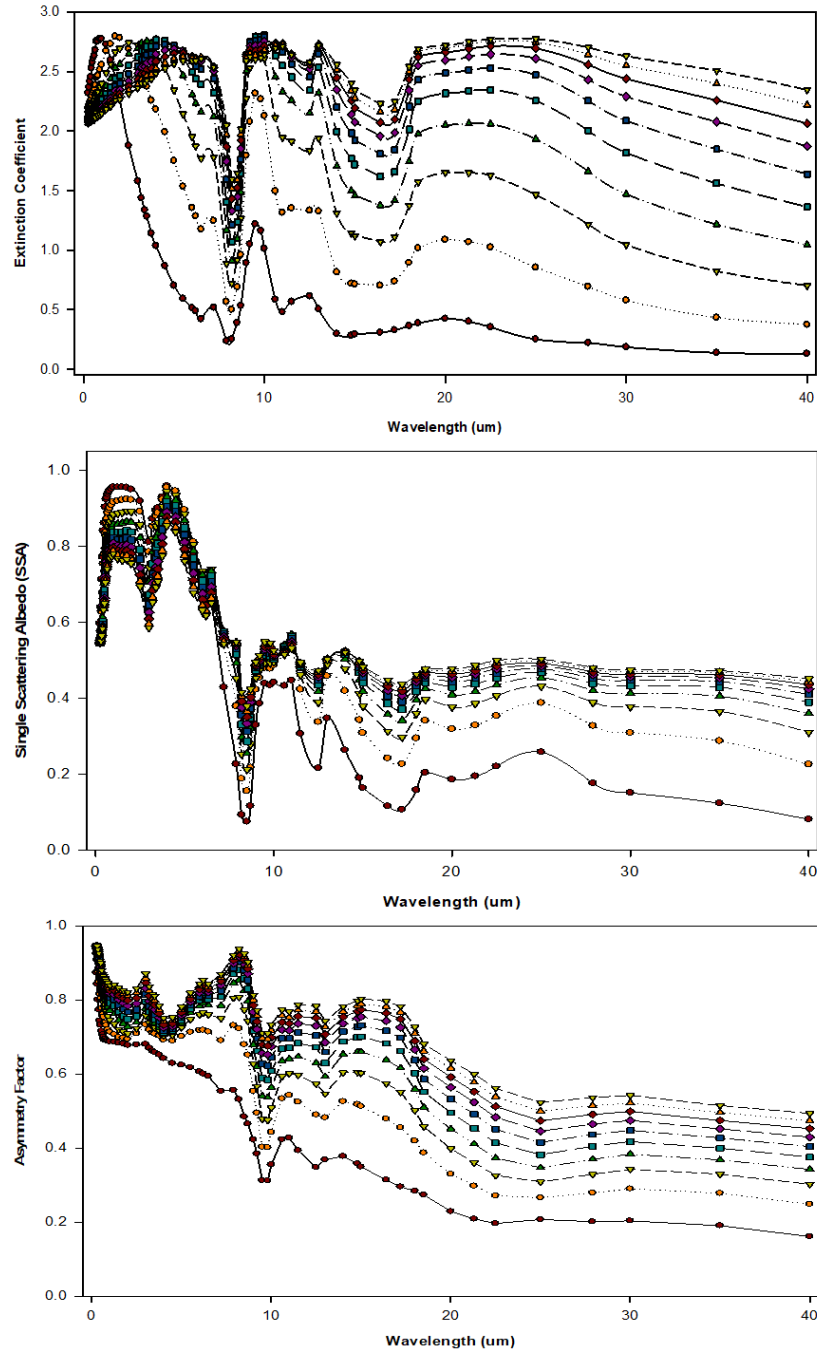 3.0
2.5
2.0
1.5
1.0
0.5
0.0
Extinction Coefficient
0 10 20 30 40
Wavelength (um)
1.0
0.8
0.6
0.4
0.2
0.0
Single Scattering Albedo (SSA)
0 10 20 30 40
Wavelength (um)
1.0
0.8
0.6
0.4
0.2
0.0
Asymmetry Factor
0 10 20 30 40
Wavelength (um)